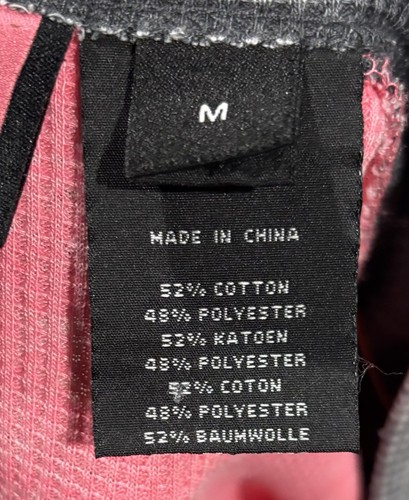 M
MADE IN CHINA
52% COTTON
48% POLYESTER
52% KATOEN
48% POLYESTER
52% COTON
48% POLYESTER
52% BAUMWOLLE